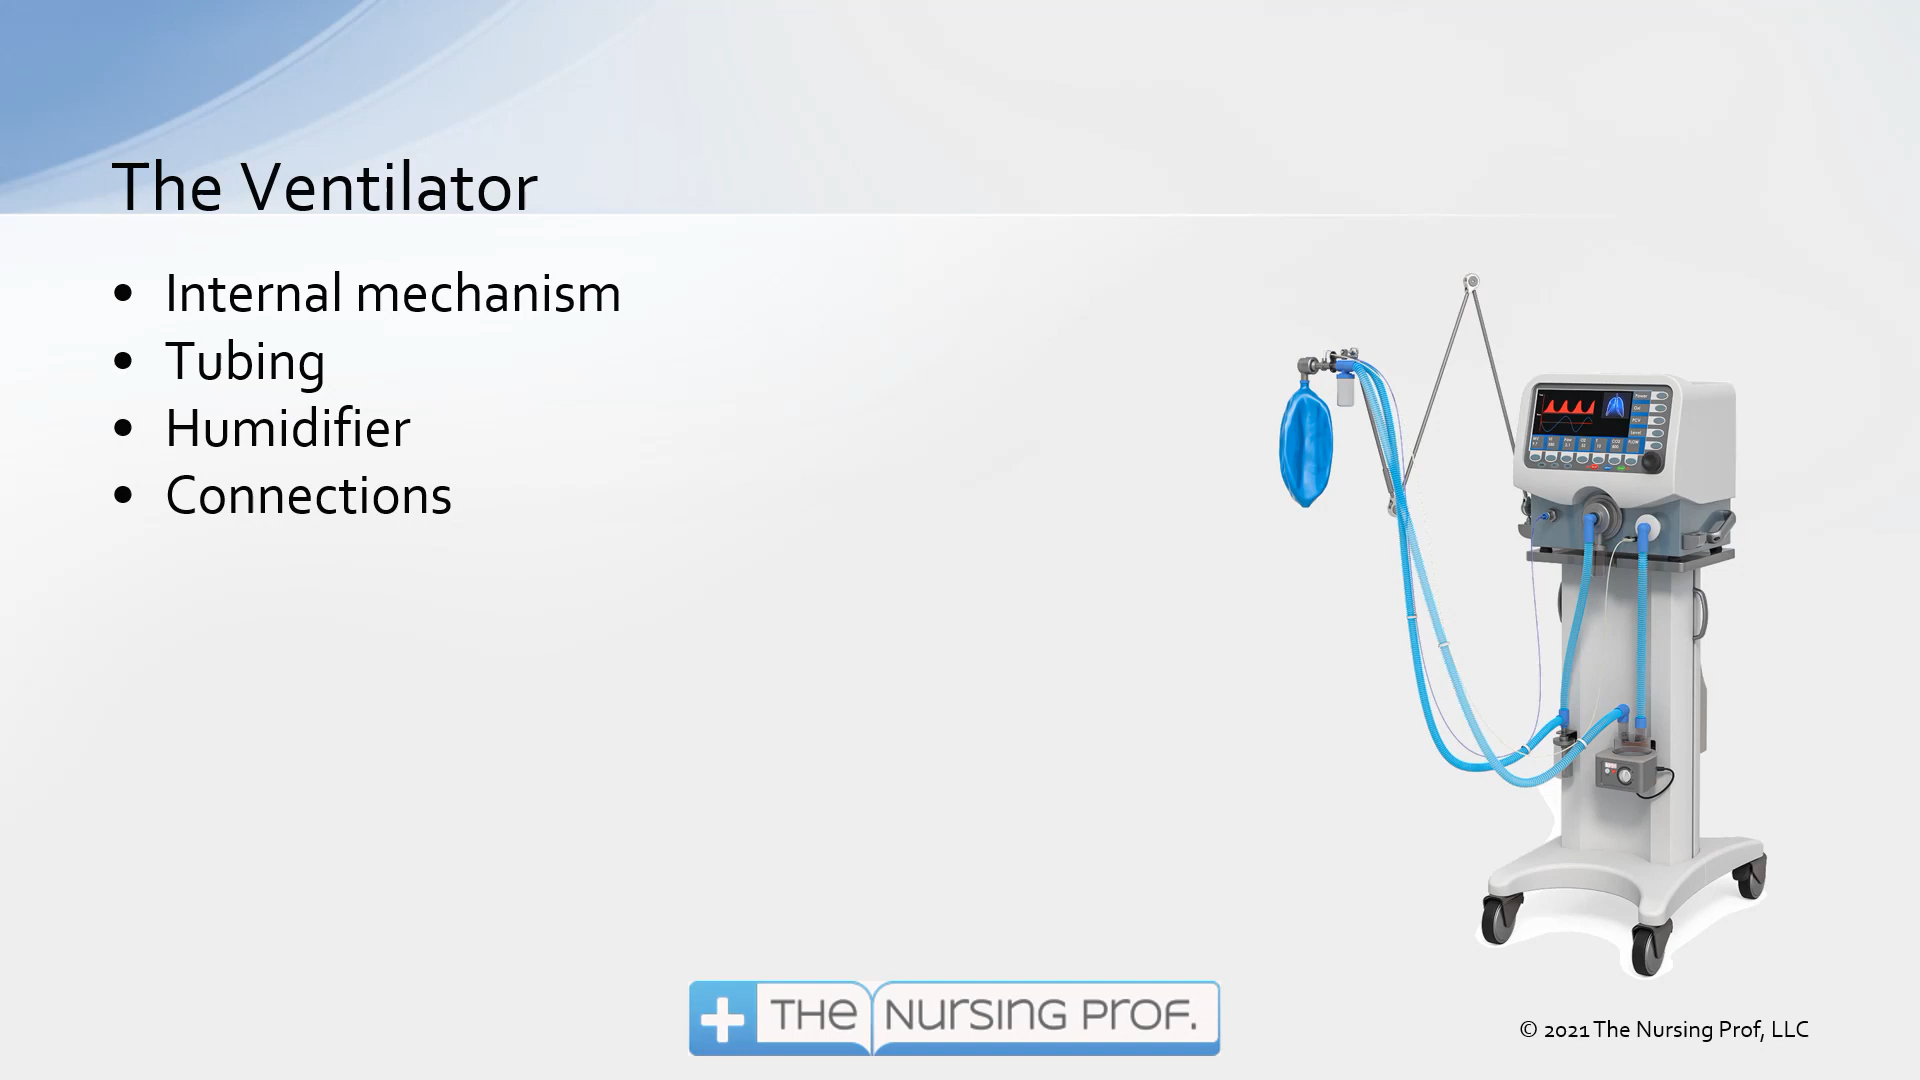 The Ventilator
• Internal mechanism
• Tubing
• Humidifier
• Connections
THE NURSING PROF.
© 2021 The Nursing Prof, LLC